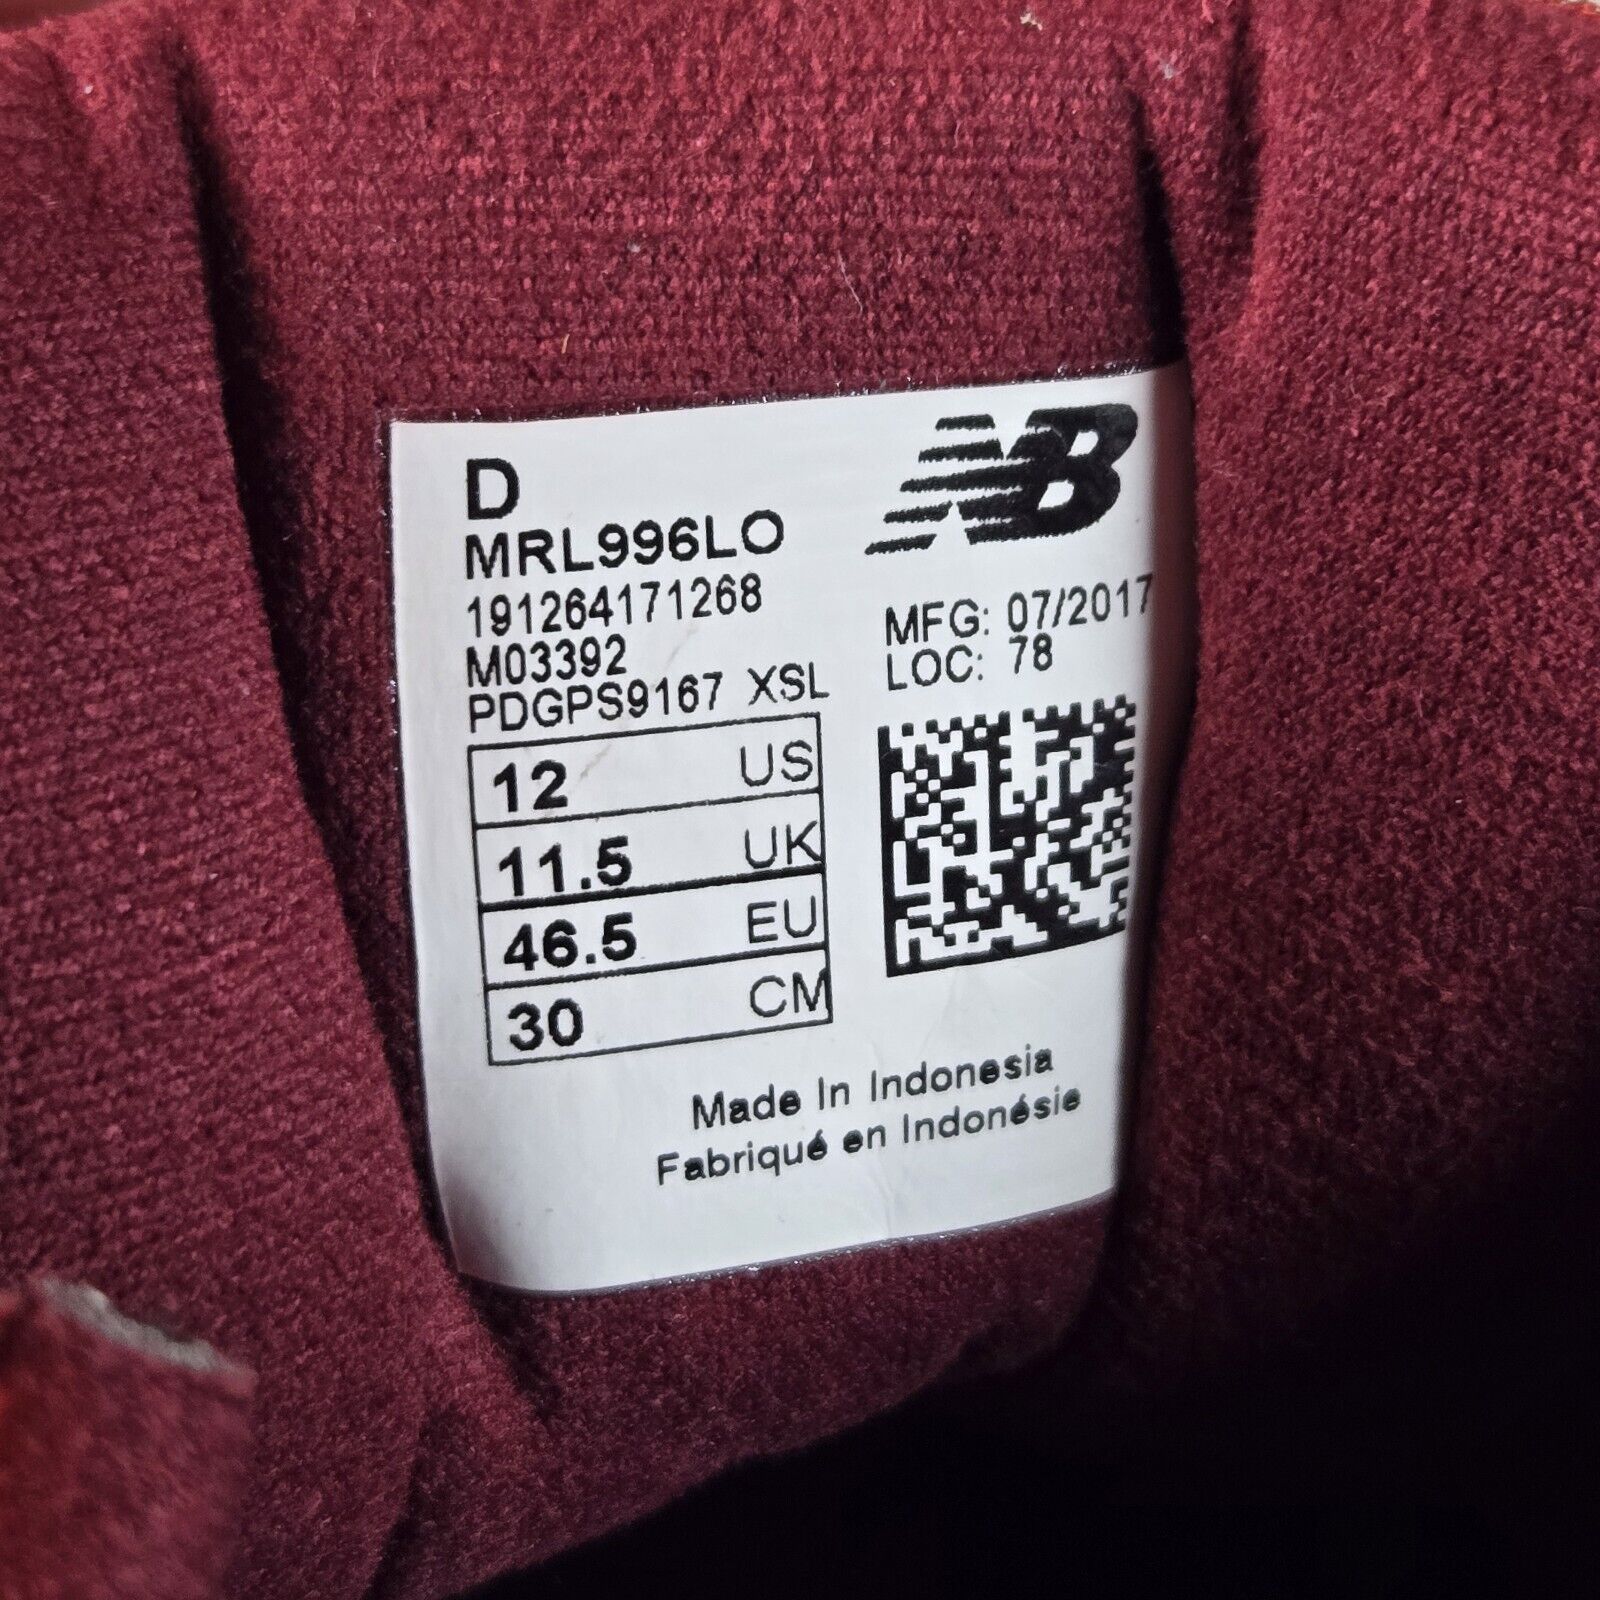 D
MRL996LO
191264171268
M03392
PDGPS9167 XSL
NB
MFG: 07/2017
LOC: 78
12 US
11.5 UK
46.5 EU
30 CM
Made In Indonesia
Fabriqué en Indonésie